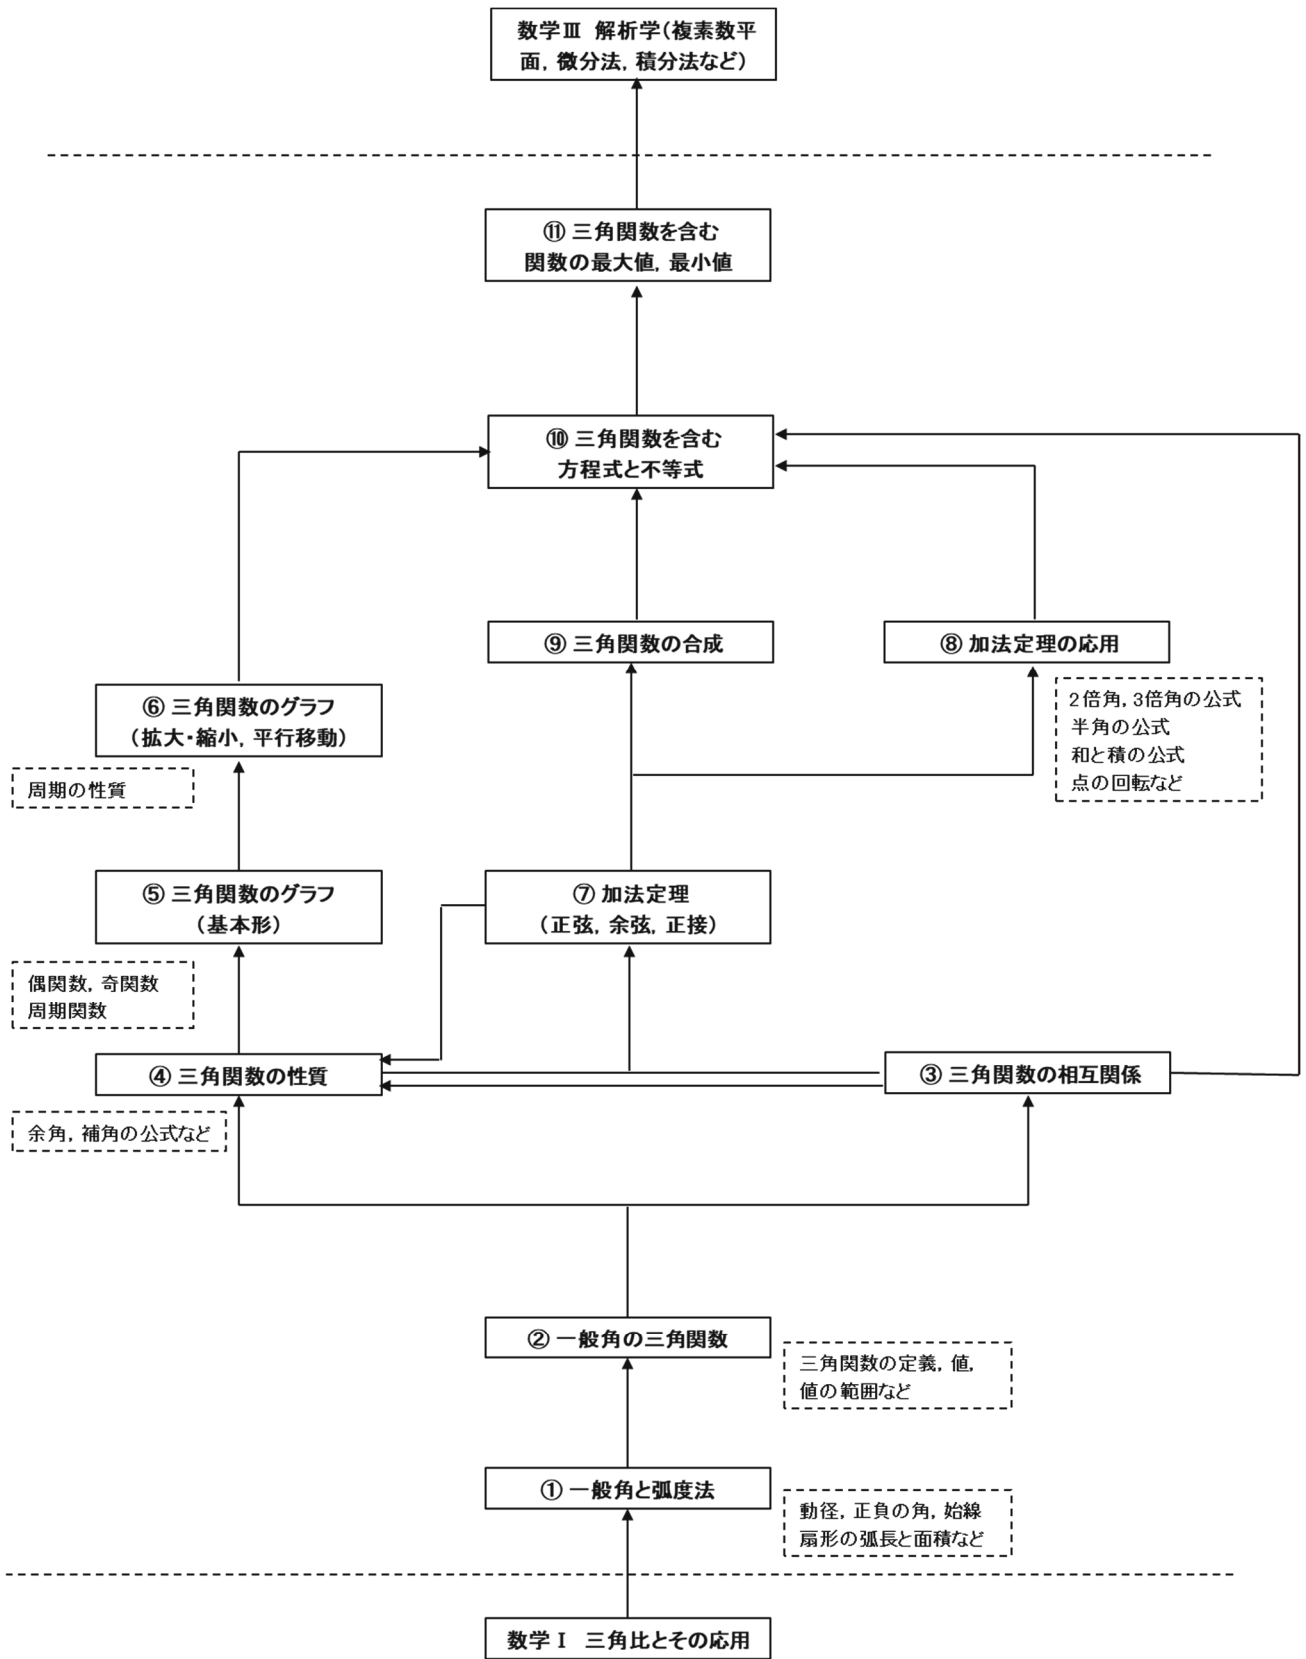 数学Ⅲ 解析学（複素数平
面，微分法，積分法など）
⑪ 三角関数を含む
関数の最大値，最小値
⑩ 三角関数を含む
方程式と不等式
⑨ 三角関数の合成
⑧ 加法定理の応用
2倍角，3倍角の公式
半角の公式
和と積の公式
点の回転など
⑥ 三角関数のグラフ
（拡大・縮小，平行移動）
周期の性質
⑤ 三角関数のグラフ
（基本形）
⑦ 加法定理
（正弦，余弦，正接）
偶関数，奇関数
周期関数
④ 三角関数の性質
③ 三角関数の相互関係
余角，補角の公式など
② 一般角の三角関数
三角関数の定義，値，
値の範囲など
① 一般角と弧度法
動径，正負の角，始線
扇形の弧長と面積など
数学Ⅰ 三角比とその応用